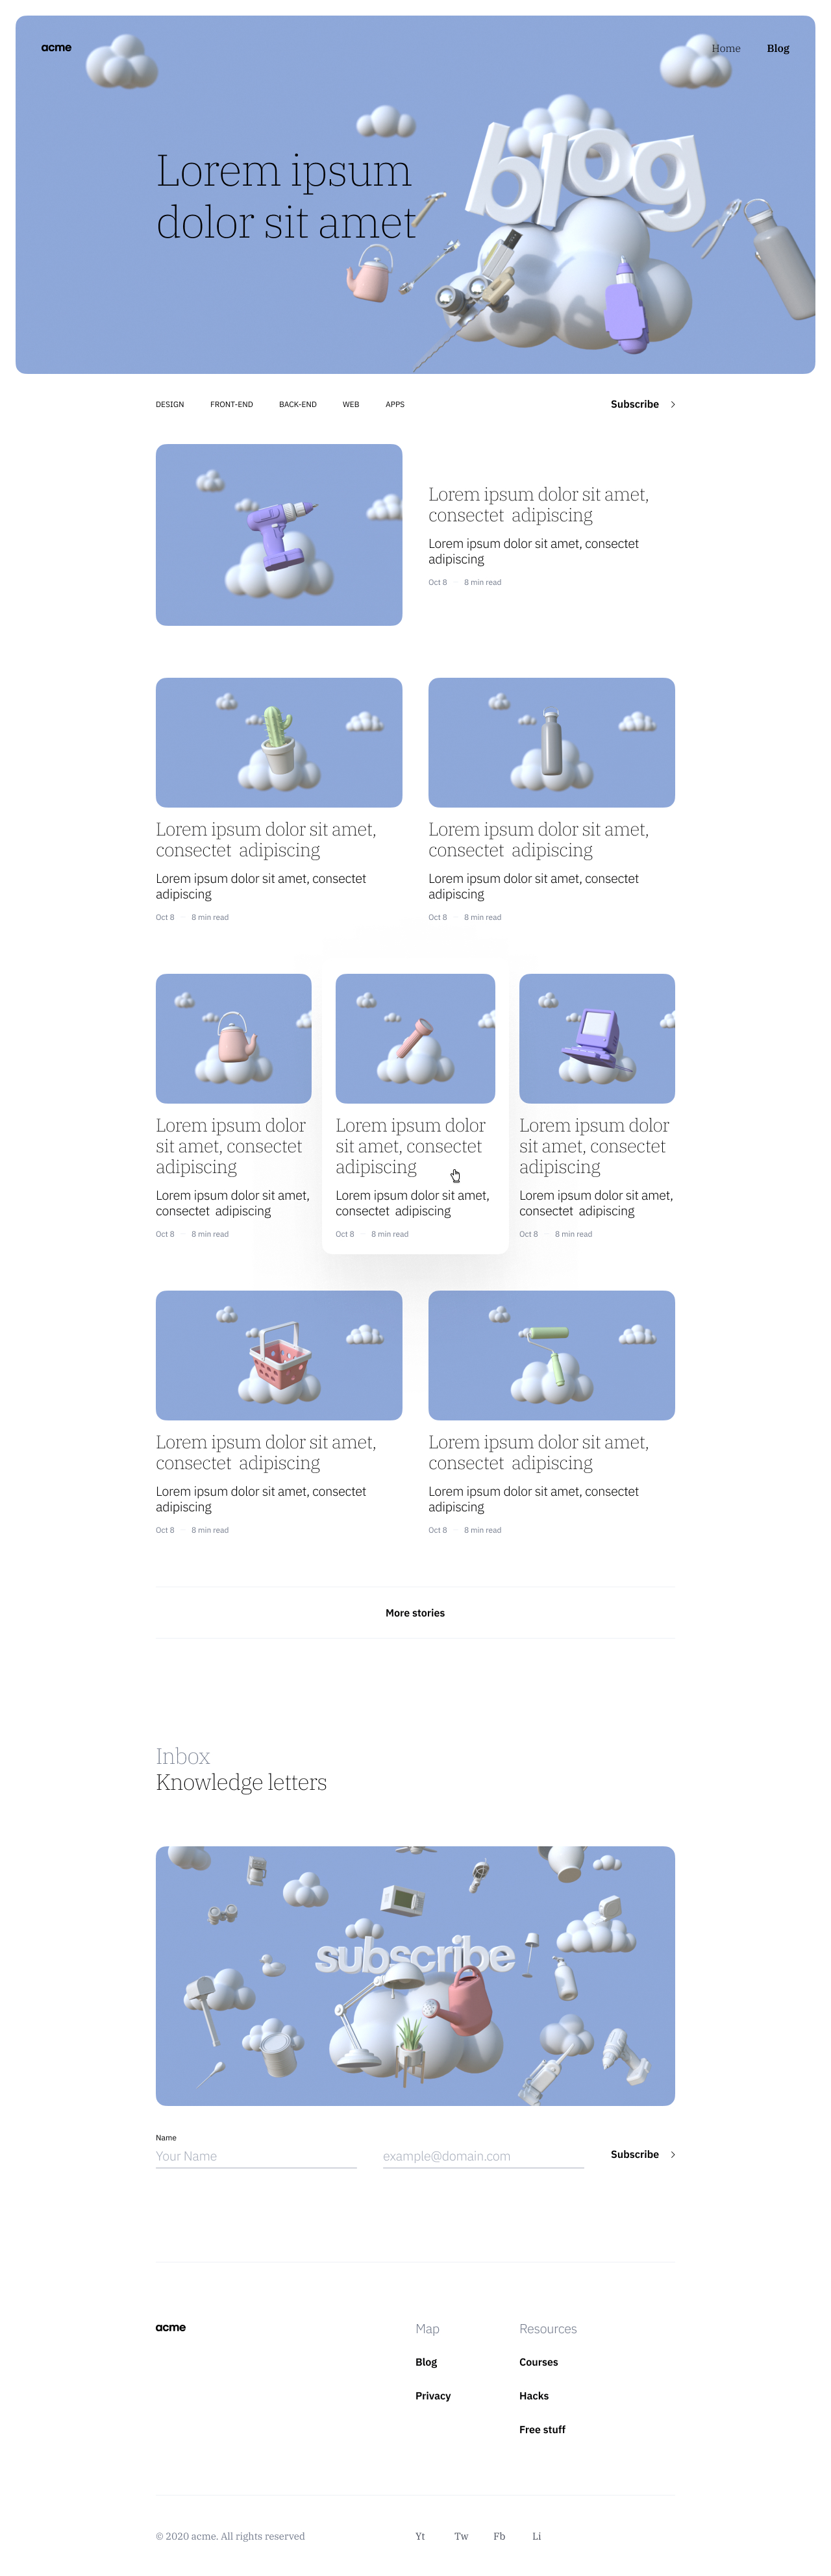 acme
Home
Blog
Lorem ipsum
dolor sit amet
blog
DESIGN
FRONT-END
BACK-END
WEB
APPS
Subscribe
Lorem ipsum dolor sit amet,
consectet adipiscing
Lorem ipsum dolor sit amet, consectet
adipiscing
Oct 8
8 min read
Lorem ipsum dolor sit amet,
consectet adipiscing
Lorem ipsum dolor sit amet, consectet
adipiscing
Oct 8
8 min read
Lorem ipsum dolor sit amet,
consectet adipiscing
Lorem ipsum dolor sit amet, consectet
adipiscing
Oct 8
8 min read
Lorem ipsum dolor
sit amet, consectet
adipiscing
Lorem ipsum dolor sit amet,
consectet adipiscing
Oct 8
8 min read
Lorem ipsum dolor
sit amet, consectet
adipiscing
Lorem ipsum dolor sit amet,
consectet adipiscing
Oct 8
8 min read
Lorem ipsum dolor
sit amet, consectet
adipiscing
Lorem ipsum dolor sit amet,
consectet adipiscing
Oct 8
8 min read
Lorem ipsum dolor sit amet,
consectet adipiscing
Lorem ipsum dolor sit amet, consectet
adipiscing
Oct 8
8 min read
Lorem ipsum dolor sit amet,
consectet adipiscing
Lorem ipsum dolor sit amet, consectet
adipiscing
Oct 8
8 min read
More stories
Inbox
Knowledge letters
subscribe
Name
Your Name
example@domain.com
Subscribe
acme
Map
Blog
Privacy
Resources
Courses
Hacks
Free stuff
© 2020 acme. All rights reserved
Yt
Tw
Fb
Li